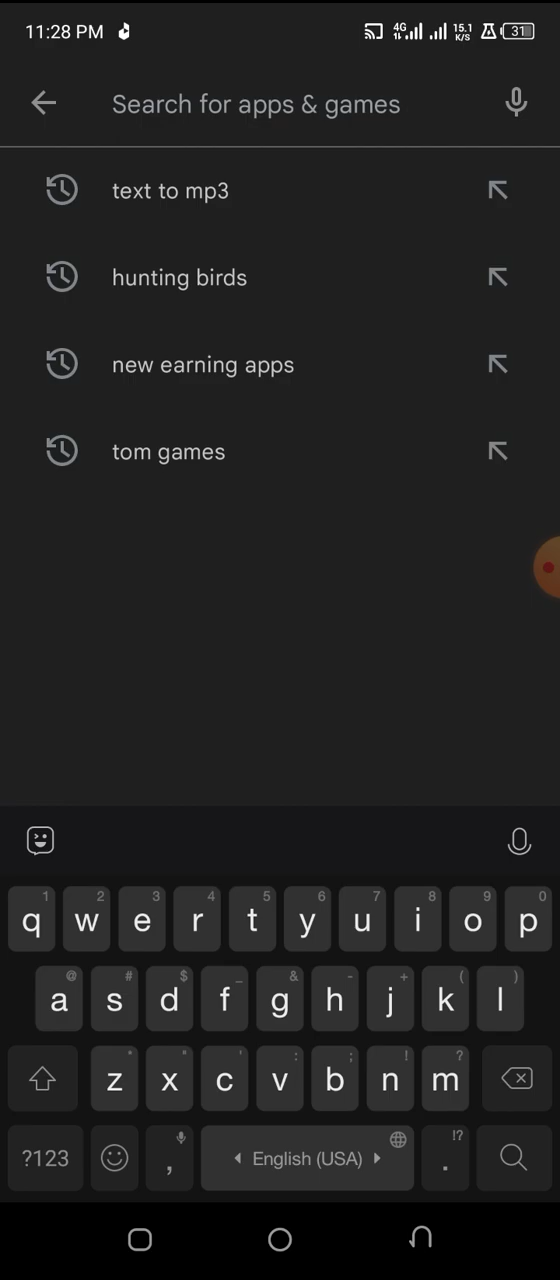 11:28 PM 4G 15.1 K/S 31
Search for apps & games
text to mp3
hunting birds
new earning apps
tom games
1 2 3 4 5 6 7 8 9 0
q w e r t y u i o p
@ # $ _ & - + ( )
a s d f g h j k l
* " ' : ; ! ?
z x c v b n m
!?
?123 , English (USA) .